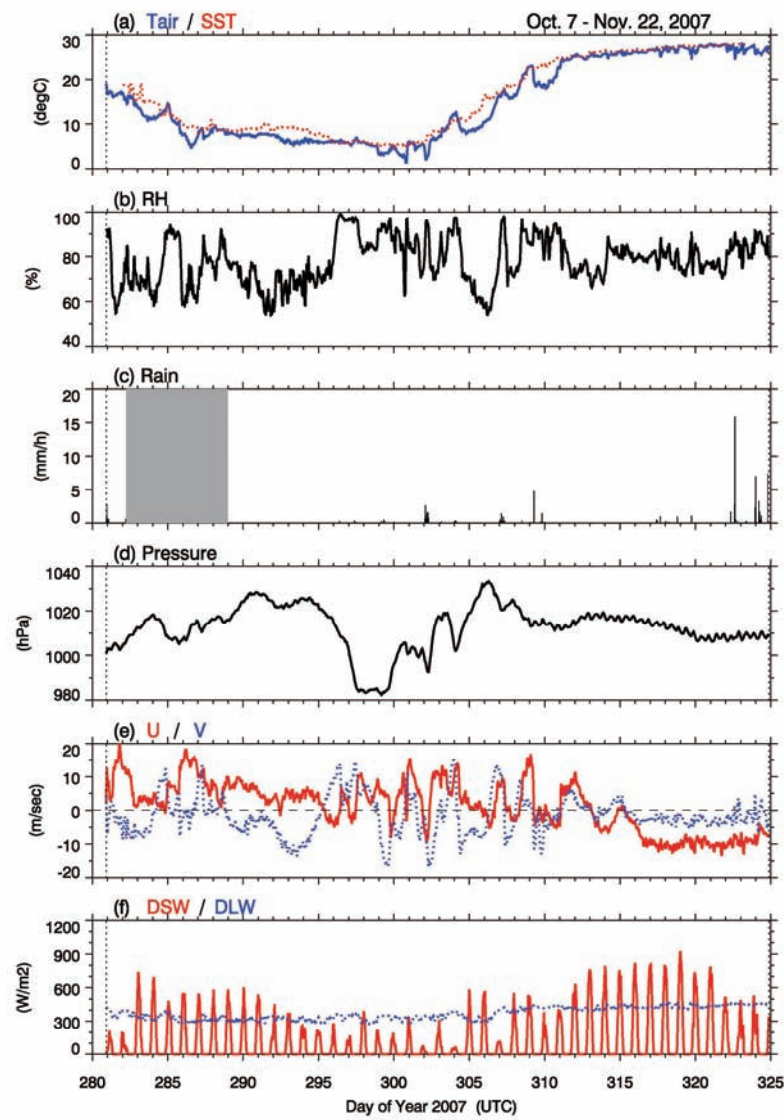 (a) Tair / SST Oct. 7 - Nov. 22, 2007
30
20
10
0
(degC)
(b) RH
100
80
60
40
(%)
(c) Rain
20
15
10
5
0
(mm/h)
(d) Pressure
1040
1020
1000
980
(hPa)
(e) U / V
20
10
0
-10
-20
(m/sec)
(f) DSW / DLW
1200
900
600
300
0
(W/m2)
280 285 290 295 300 305 310 315 320 325
Day of Year 2007 (UTC)